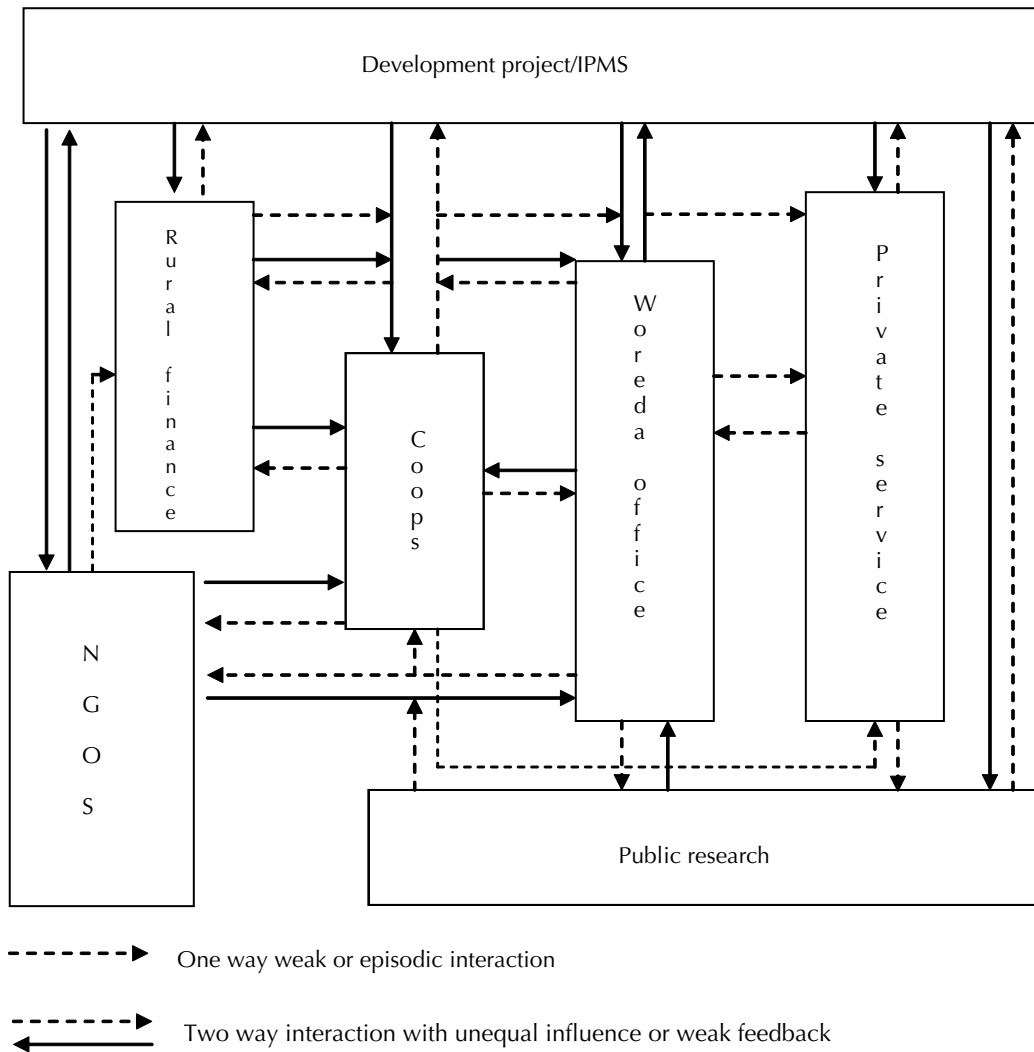 Development project/IPMS
Rural finance
Coops
Woreda office
Private service
NGOS
Public research
One way weak or episodic interaction
Two way interaction with unequal influence or weak feedback